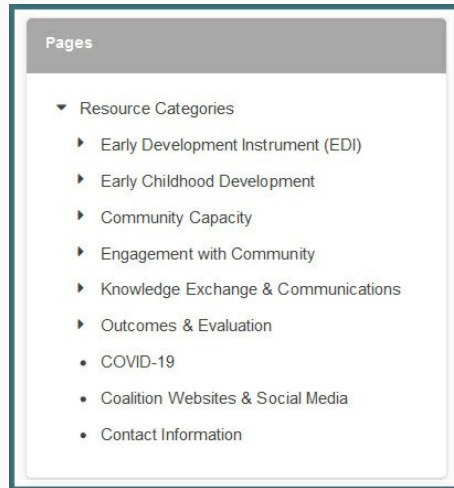 Pages
Resource Categories
Early Development Instrument (EDI)
Early Childhood Development
Community Capacity
Engagement with Community
Knowledge Exchange & Communications
Outcomes & Evaluation
COVID-19
Coalition Websites & Social Media
Contact Information